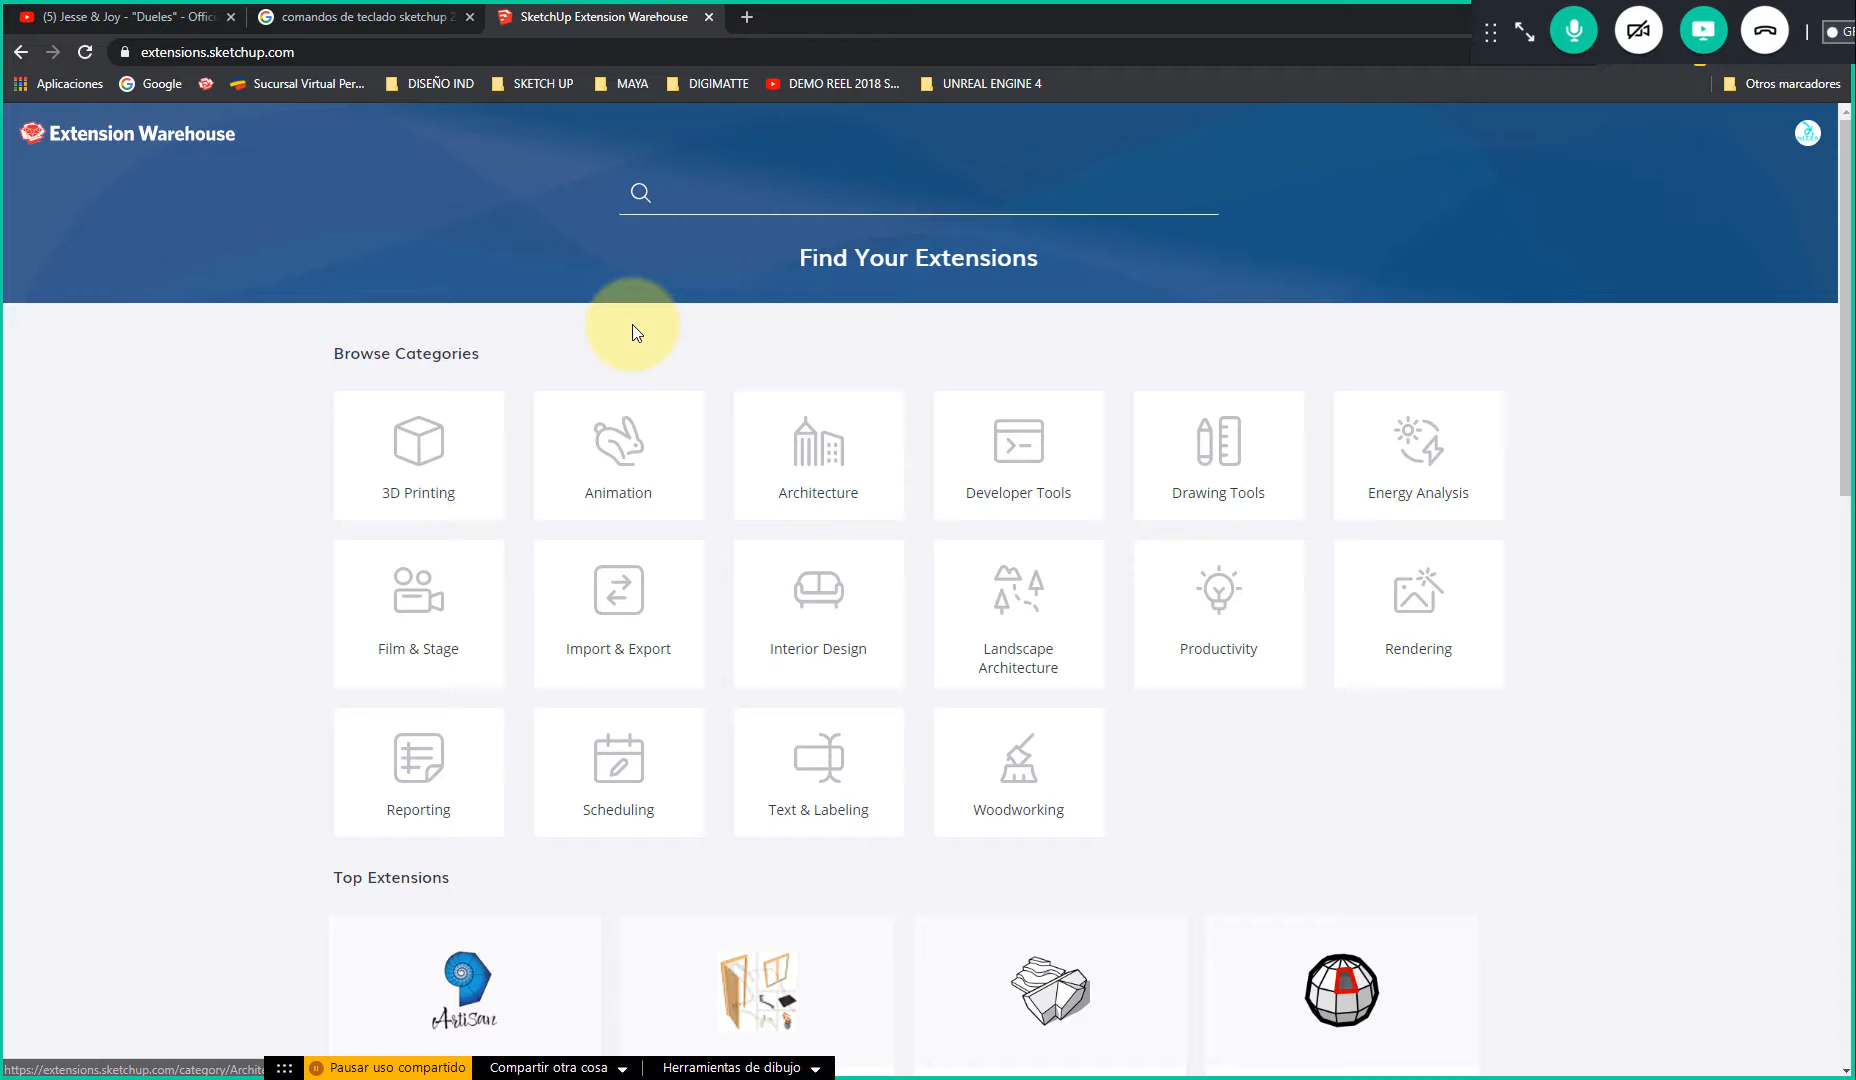 (5) Jesse & Joy - "Dueles" - Offic
comandos de teclado sketchup 2
SketchUp Extension Warehouse
extensions.sketchup.com
Aplicaciones
Google
Sucursal Virtual Per...
DISEÑO IND
SKETCH UP
MAYA
DIGIMATTE
DEMO REEL 2018 S...
UNREAL ENGINE 4
Otros marcadores
Extension Warehouse
Find Your Extensions
Browse Categories
3D Printing
Animation
Architecture
Developer Tools
Drawing Tools
Energy Analysis
Film & Stage
Import & Export
Interior Design
Landscape
Architecture
Productivity
Rendering
Reporting
Scheduling
Text & Labeling
Woodworking
Top Extensions
Artisan
https://extensions.sketchup.com/category/Archite
Pausar uso compartido
Compartir otra cosa
Herramientas de dibujo